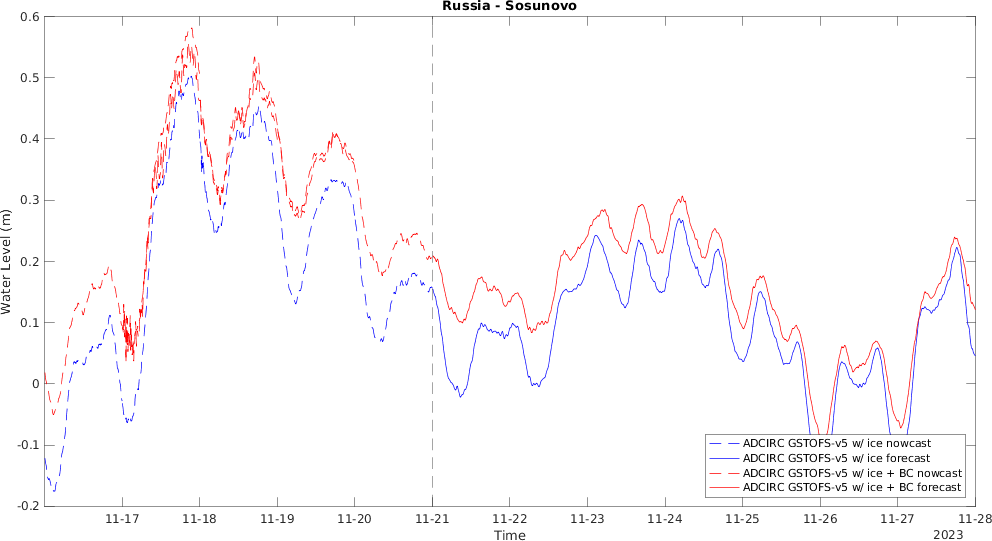 Russia - Sosunovo
0.6
0.5
0.4
0.3
0.2
0.1
0
-0.1
-0.2
Water Level (m)
ADCIRC GSTOFS-v5 w/ ice nowcast
ADCIRC GSTOFS-v5 w/ ice forecast
ADCIRC GSTOFS-v5 w/ ice + BC nowcast
ADCIRC GSTOFS-v5 w/ ice + BC forecast
11-17 11-18 11-19 11-20 11-21 11-22 11-23 11-24 11-25 11-26 11-27 11-28
Time
2023